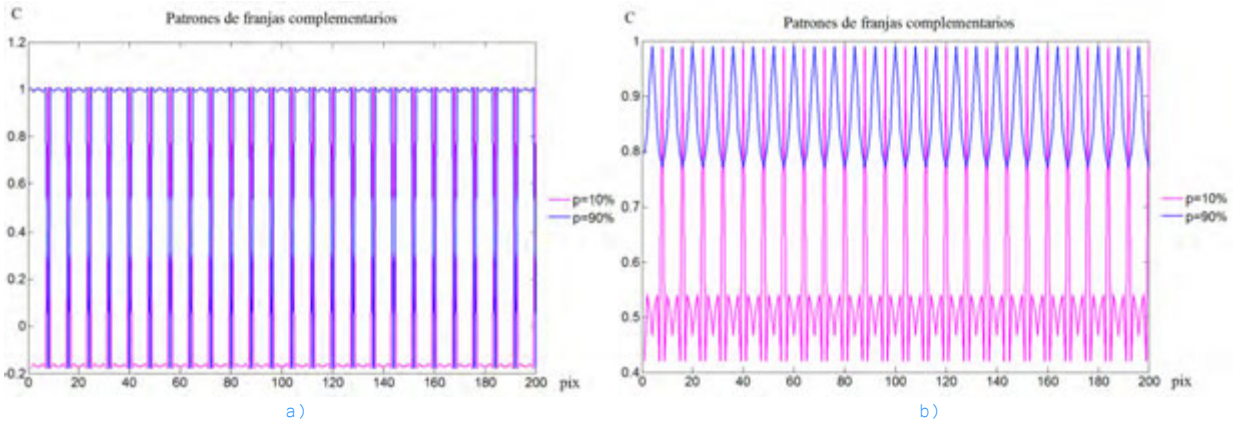 C
Patrones de franjas complementarios
1.2
1
0.8
0.6
0.4
0.2
0
-0.2
0 20 40 60 80 100 120 140 160 180 200
pix
p=10%
p=90%
a)
C
Patrones de franjas complementarios
1
0.9
0.8
0.7
0.6
0.5
0.4
0 20 40 60 80 100 120 140 160 180 200
pix
p=10%
p=90%
b)